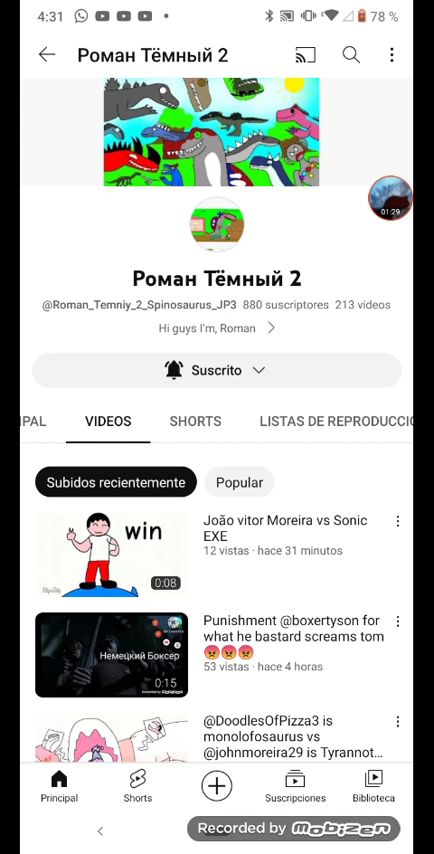 4:31
78 %
Роман Тёмный 2
01:29
Роман Тёмный 2
@Roman_Temniy_2_Spinosaurus_JP3 880 suscriptores 213 videos
Hi guys I'm, Roman
Suscrito
IPAL VIDEOS SHORTS LISTAS DE REPRODUCCIO
Subidos recientemente Popular
win
0:08
João vitor Moreira vs Sonic
EXE
12 vistas · hace 31 minutos
Немецкий Боксёр
0:15
Punishment @boxertyson for
what he bastard screams tom
😡😡😡
53 vistas · hace 4 horas
@DoodlesOfPizza3 is
monolofosaurus vs
@johnmoreira29 is Tyrannot...
Principal Shorts Suscripciones Biblioteca
Recorded by mobizen